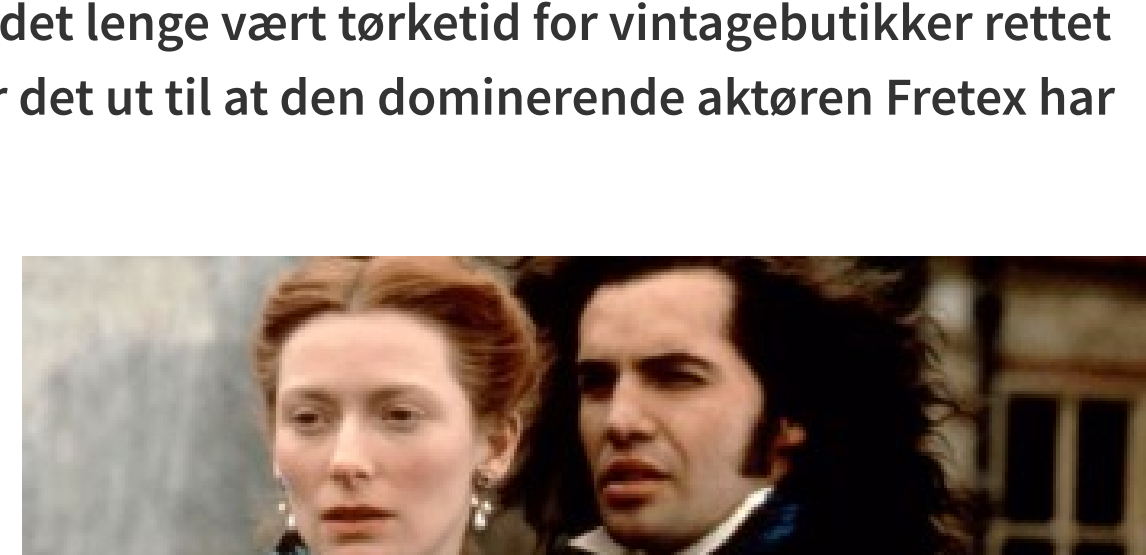 det lenge vært tørketid for vintagebutikker rettet
det ut til at den dominerende aktøren Fretex har